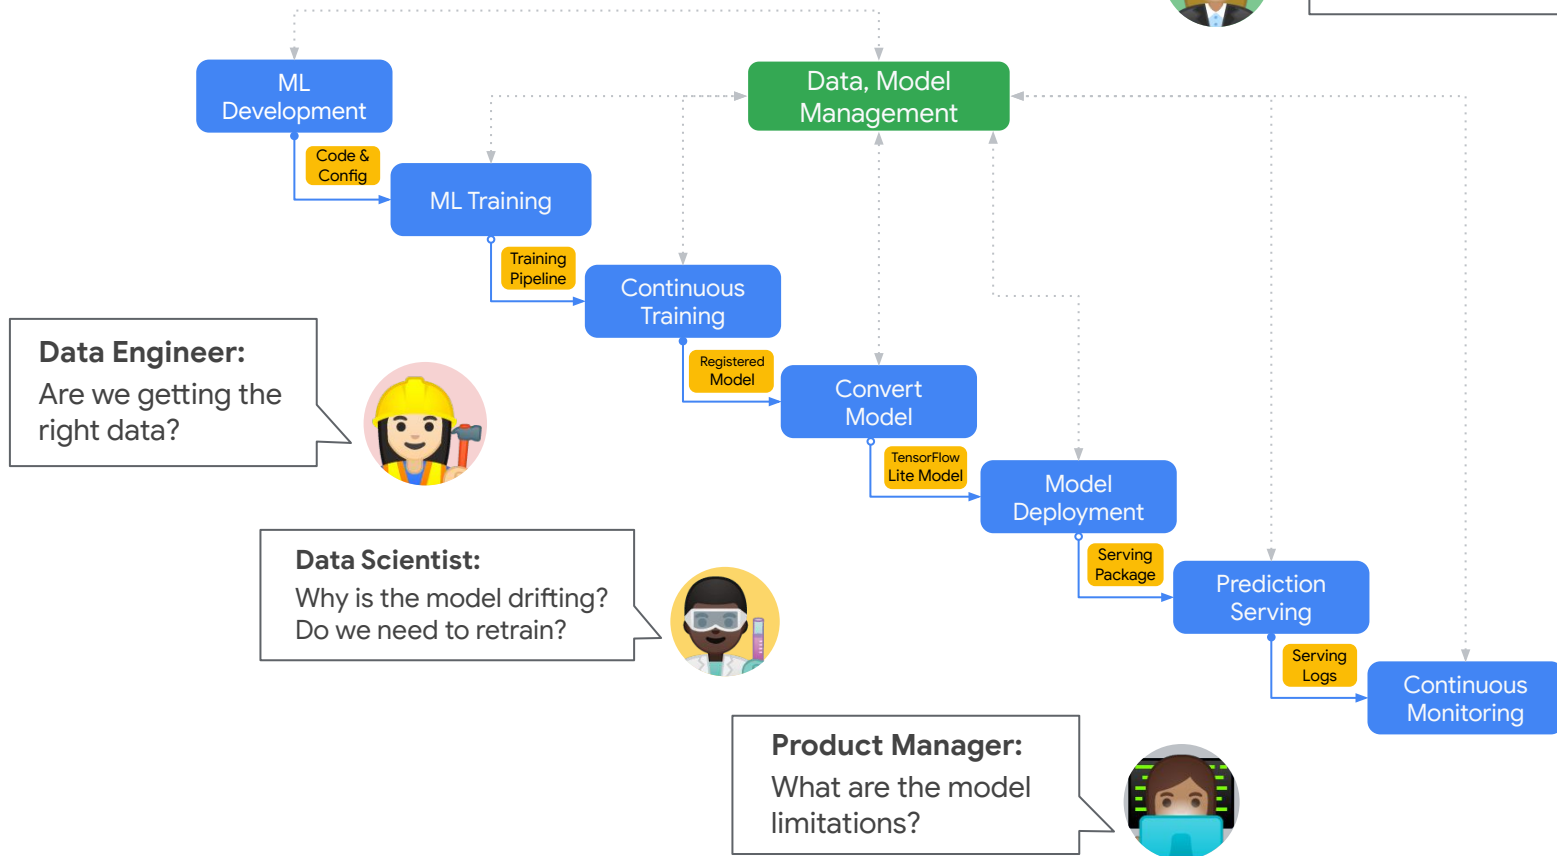 ML
Development
Data, Model
Management
Code &
Config
ML Training
Training
Pipeline
Continuous
Training
Registered
Model
Convert
Model
TensorFlow
Lite Model
Model
Deployment
Serving
Package
Prediction
Serving
Serving
Logs
Continuous
Monitoring
Data Engineer:
Are we getting the
right data?
Data Scientist:
Why is the model drifting?
Do we need to retrain?
Product Manager:
What are the model
limitations?